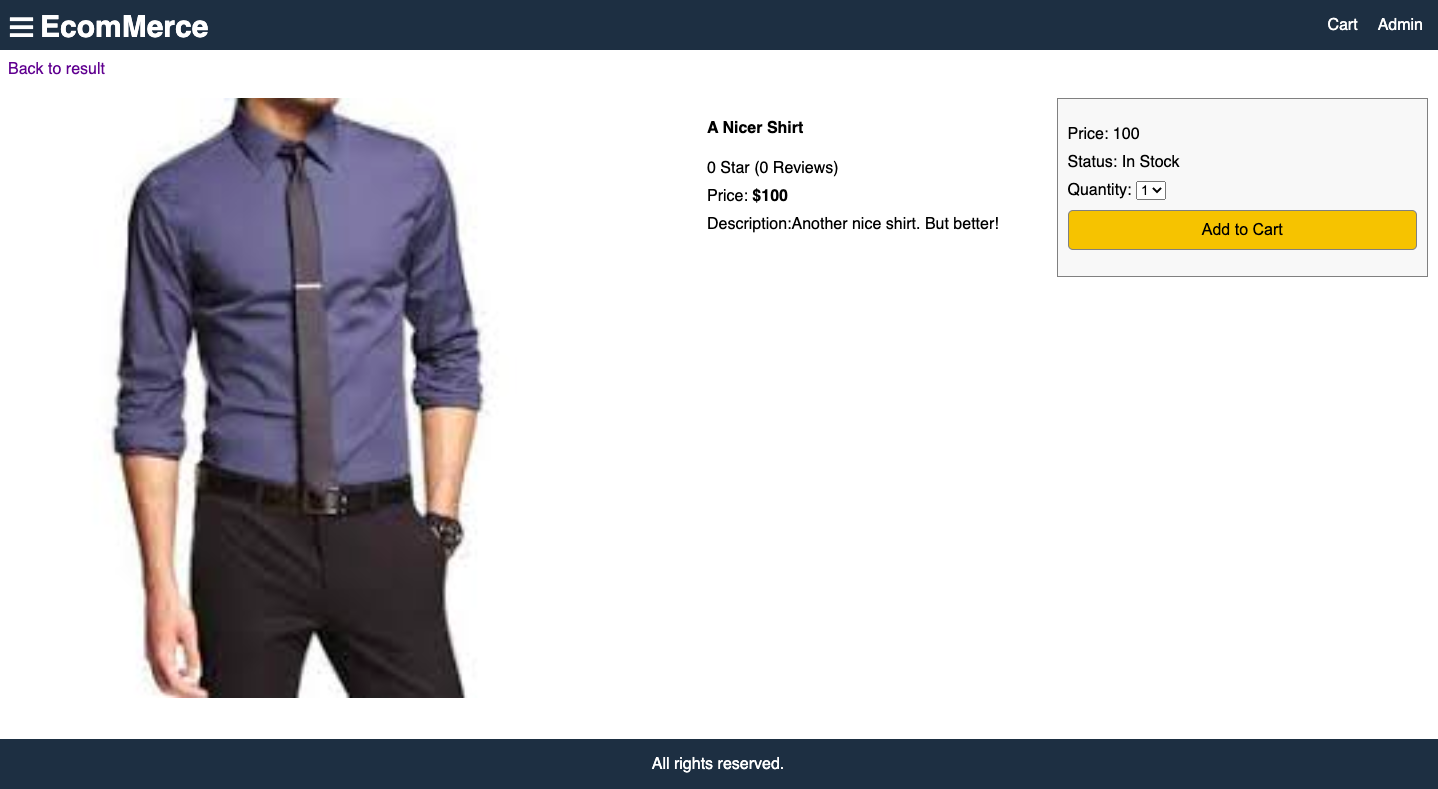 EcomMerce
Cart Admin
Back to result
A Nicer Shirt
0 Star (0 Reviews)
Price: $100
Description:Another nice shirt. But better!
Price: 100
Status: In Stock
Quantity: 1
Add to Cart
All rights reserved.